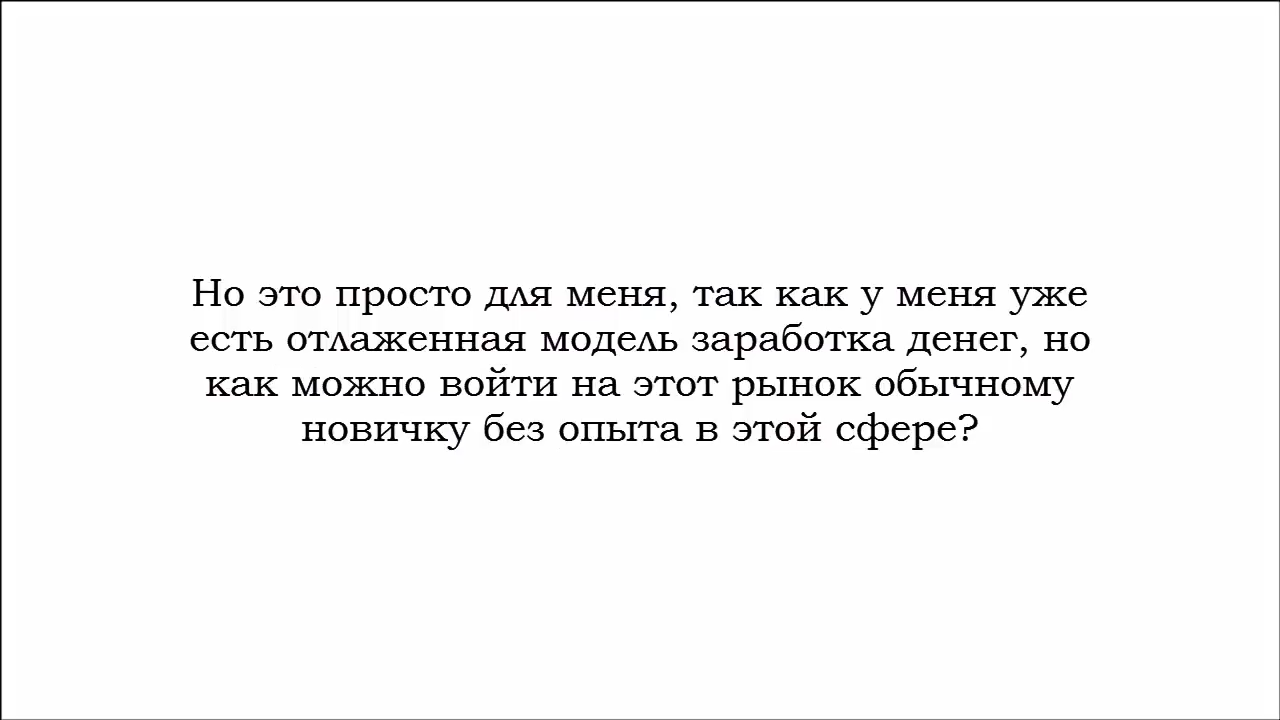 Но это просто для меня, так как у меня уже
есть отлаженная модель заработка денег, но
как можно войти на этот рынок обычному
новичку без опыта в этой сфере?